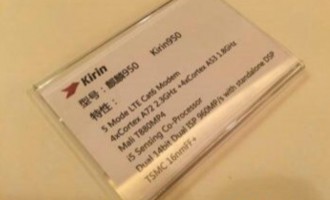 Kirin
型号：麒麟950 Kirin950
特性：
5 Mode LTE Cat6 Modem
4xCortex A72 2.3GHz +4xCortex A53 1.8GHz
Mali T880MP4
i5 Sensing Co-Processor
Dual 14bit Dual ISP 960MP/s with standalone DSP
TSMC 16nmFF+